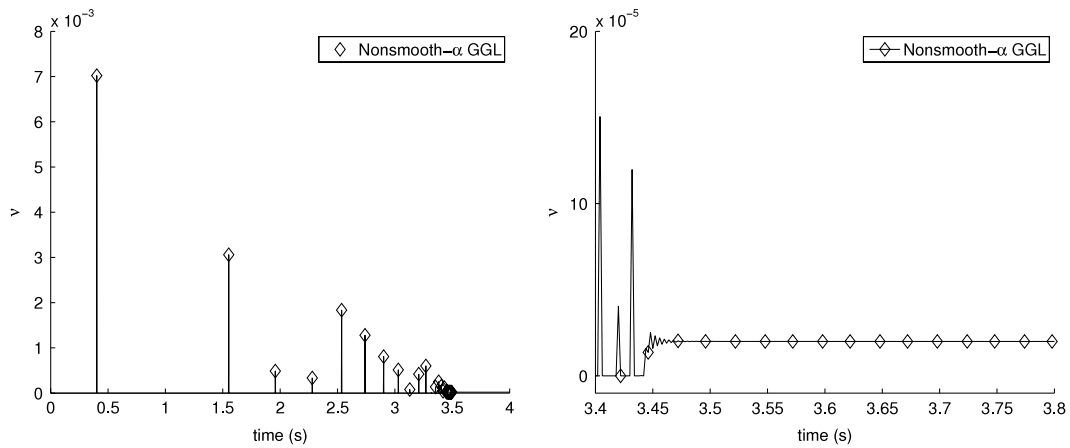 × 10⁻³
8
7
6
5
4
3
2
1
0
ν
0 0.5 1 1.5 2 2.5 3 3.5 4
time (s)
Nonsmooth-α GGL
× 10⁻⁵
20
10
0
ν
3.4 3.45 3.5 3.55 3.6 3.65 3.7 3.75 3.8
time (s)
Nonsmooth-α GGL